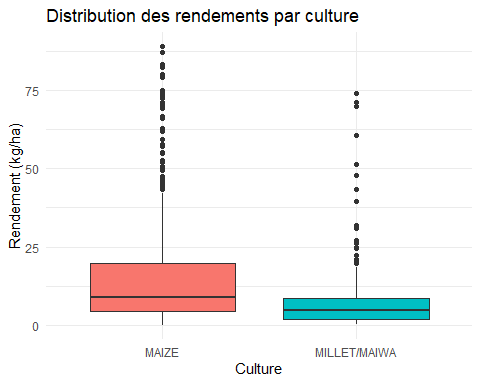 Distribution des rendements par culture
Rendement (kg/ha)
75
50
25
0
MAIZE
MILLET/MAIWA
Culture